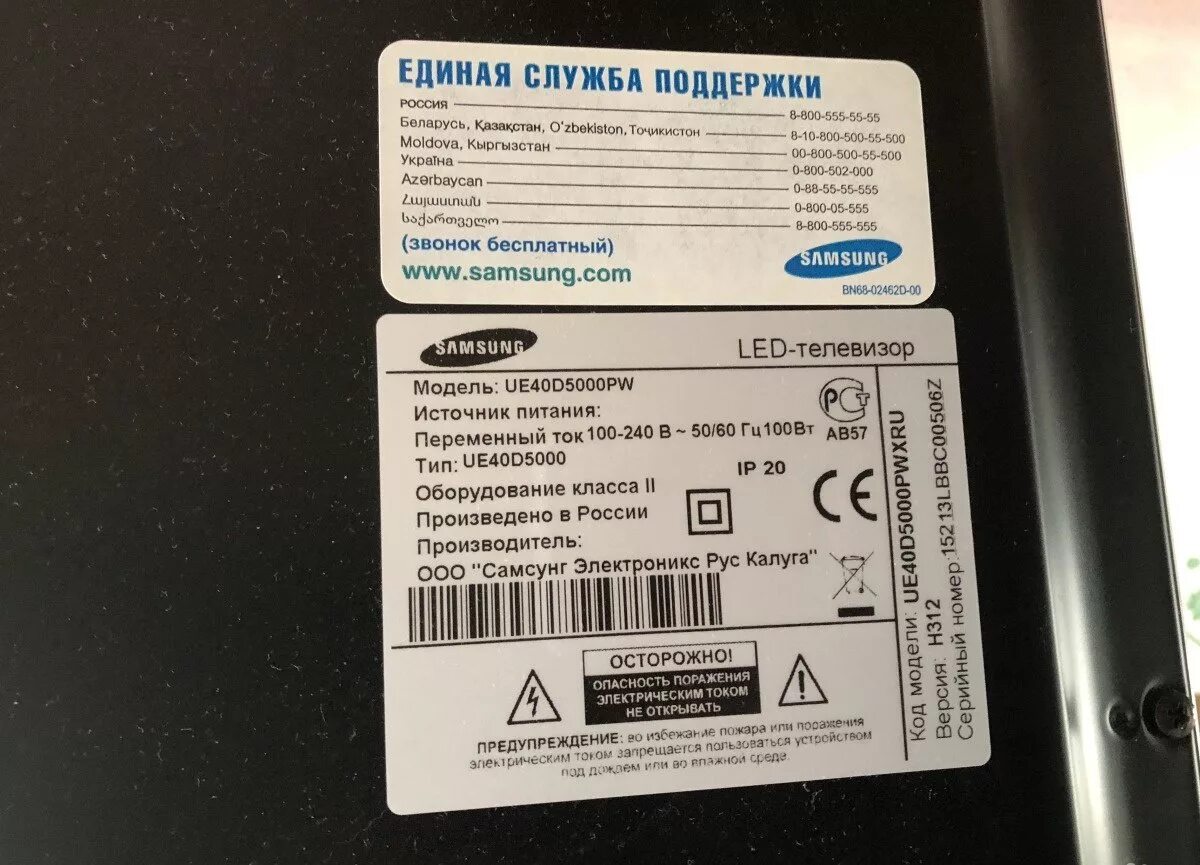 ЕДИНАЯ СЛУЖБА ПОДДЕРЖКИ
РОССИЯ 8-800-555-55-55
Беларусь, Қазақстан, O'zbekiston, Тоҷикистон 8-10-800-500-55-500
Moldova, Кыргызстан 00-800-500-55-500
Україна 0-800-502-000
Azərbaycan 0-88-55-55-555
Հայաստան 0-800-05-555
საქართველო 8-800-555-555
(звонок бесплатный)
www.samsung.com
SAMSUNG
BN68-02462D-00
SAMSUNG
LED-телевизор
Модель: UE40D5000PW
Источник питания:
Переменный ток 100-240 В ~ 50/60 Гц 100Вт
Тип: UE40D5000
IP 20
Оборудование класса II
Произведено в России
Производитель:
ООО "Самсунг Электроникс Рус Калуга"
РСТ
АВ57
CE
ОСТОРОЖНО!
ОПАСНОСТЬ ПОРАЖЕНИЯ
ЭЛЕКТРИЧЕСКИМ ТОКОМ
НЕ ОТКРЫВАТЬ
ПРЕДУПРЕЖДЕНИЕ: во избежание пожара или поражения
электрическим током запрещается пользоваться устройством
под дождем или во влажной среде.
Код модели: UE40D5000PWXRU
Версия: H312
Серийный номер:15213LBBC00506Z